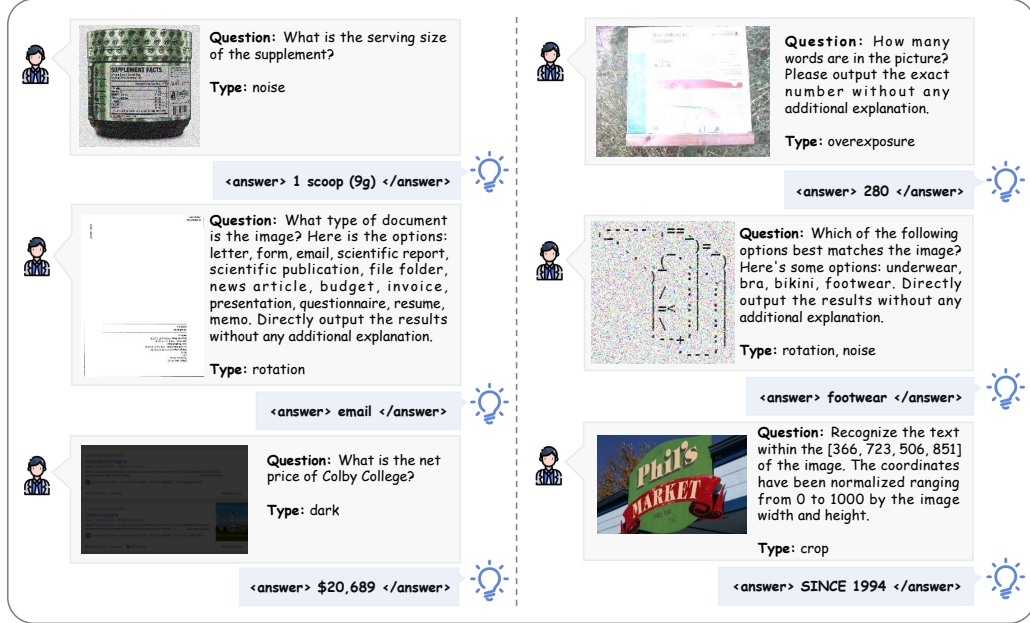 SUPPLEMENT FACTS
Question: What is the serving size
of the supplement?
Type: noise
<answer> 1 scoop (9g) </answer>
Question: What type of document
is the image? Here is the options:
letter, form, email, scientific report,
scientific publication, file folder,
news article, budget, invoice,
presentation, questionnaire, resume,
memo. Directly output the results
without any additional explanation.
Type: rotation
<answer> email </answer>
Question: What is the net
price of Colby College?
Type: dark
<answer> $20,689 </answer>
Question: How many
words are in the picture?
Please output the exact
number without any
additional explanation.
Type: overexposure
<answer> 280 </answer>
Question: Which of the following
options best matches the image?
Here's some options: underwear,
bra, bikini, footwear. Directly
output the results without any
additional explanation.
Type: rotation, noise
<answer> footwear </answer>
Phil's
MARKET
Question: Recognize the text
within the [366, 723, 506, 851]
of the image. The coordinates
have been normalized ranging
from 0 to 1000 by the image
width and height.
Type: crop
<answer> SINCE 1994 </answer>